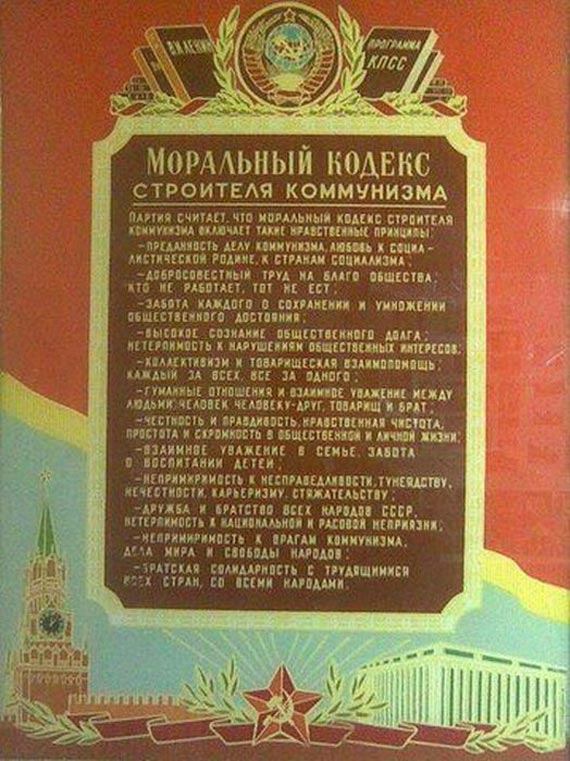 В.И.ЛЕНИН
ПРОГРАММА
КПСС
МОРАЛЬНЫЙ КОДЕКС
СТРОИТЕЛЯ КОММУНИЗМА
ПАРТИЯ СЧИТАЕТ, ЧТО МОРАЛЬНЫЙ КОДЕКС СТРОИТЕЛЯ
КОММУНИЗМА ВКЛЮЧАЕТ ТАКИЕ НРАВСТВЕННЫЕ ПРИНЦИПЫ:
—ПРЕДАННОСТЬ ДЕЛУ КОММУНИЗМА, ЛЮБОВЬ К СОЦИА-
ЛИСТИЧЕСКОЙ РОДИНЕ, К СТРАНАМ СОЦИАЛИЗМА;
—ДОБРОСОВЕСТНЫЙ ТРУД НА БЛАГО ОБЩЕСТВА:
КТО НЕ РАБОТАЕТ, ТОТ НЕ ЕСТ;
—ЗАБОТА КАЖДОГО О СОХРАНЕНИИ И УМНОЖЕНИИ
ОБЩЕСТВЕННОГО ДОСТОЯНИЯ;
—ВЫСОКОЕ СОЗНАНИЕ ОБЩЕСТВЕННОГО ДОЛГА,
НЕТЕРПИМОСТЬ К НАРУШЕНИЯМ ОБЩЕСТВЕННЫХ ИНТЕРЕСОВ;
—КОЛЛЕКТИВИЗМ И ТОВАРИЩЕСКАЯ ВЗАИМОПОМОЩЬ:
КАЖДЫЙ ЗА ВСЕХ, ВСЕ ЗА ОДНОГО;
—ГУМАННЫЕ ОТНОШЕНИЯ И ВЗАИМНОЕ УВАЖЕНИЕ МЕЖДУ
ЛЮДЬМИ: ЧЕЛОВЕК ЧЕЛОВЕКУ-ДРУГ, ТОВАРИЩ И БРАТ;
—ЧЕСТНОСТЬ И ПРАВДИВОСТЬ, НРАВСТВЕННАЯ ЧИСТОТА,
ПРОСТОТА И СКРОМНОСТЬ В ОБЩЕСТВЕННОЙ И ЛИЧНОЙ ЖИЗНИ;
—ВЗАИМНОЕ УВАЖЕНИЕ В СЕМЬЕ, ЗАБОТА
О ВОСПИТАНИИ ДЕТЕЙ;
—НЕПРИМИРИМОСТЬ К НЕСПРАВЕДЛИВОСТИ, ТУНЕЯДСТВУ,
НЕЧЕСТНОСТИ, КАРЬЕРИЗМУ, СТЯЖАТЕЛЬСТВУ;
—ДРУЖБА И БРАТСТВО ВСЕХ НАРОДОВ СССР,
НЕТЕРПИМОСТЬ К НАЦИОНАЛЬНОЙ И РАСОВОЙ НЕПРИЯЗНИ;
—НЕПРИМИРИМОСТЬ К ВРАГАМ КОММУНИЗМА,
ДЕЛА МИРА И СВОБОДЫ НАРОДОВ;
—БРАТСКАЯ СОЛИДАРНОСТЬ С ТРУДЯЩИМИСЯ
ВСЕХ СТРАН, СО ВСЕМИ НАРОДАМИ.